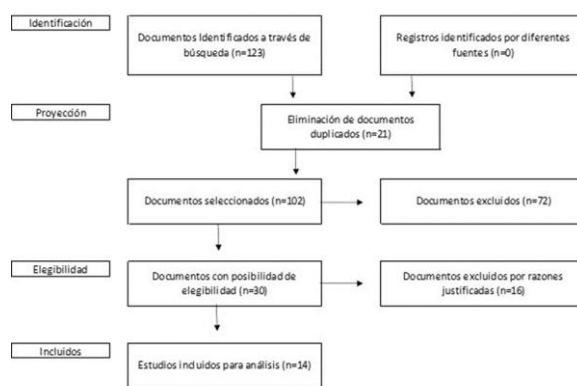 Identificación
Documentos Identificados a través de
búsqueda (n=123)
Registros identificados por diferentes
fuentes (n=0)
Proyección
Eliminación de documentos
duplicados (n=21)
Documentos seleccionados (n=102)
Documentos excluidos (n=72)
Elegibilidad
Documentos con posibilidad de
elegibilidad (n=30)
Documentos excluidos por razones
justificadas (n=16)
Incluidos
Estudios incluidos para análisis (n=14)